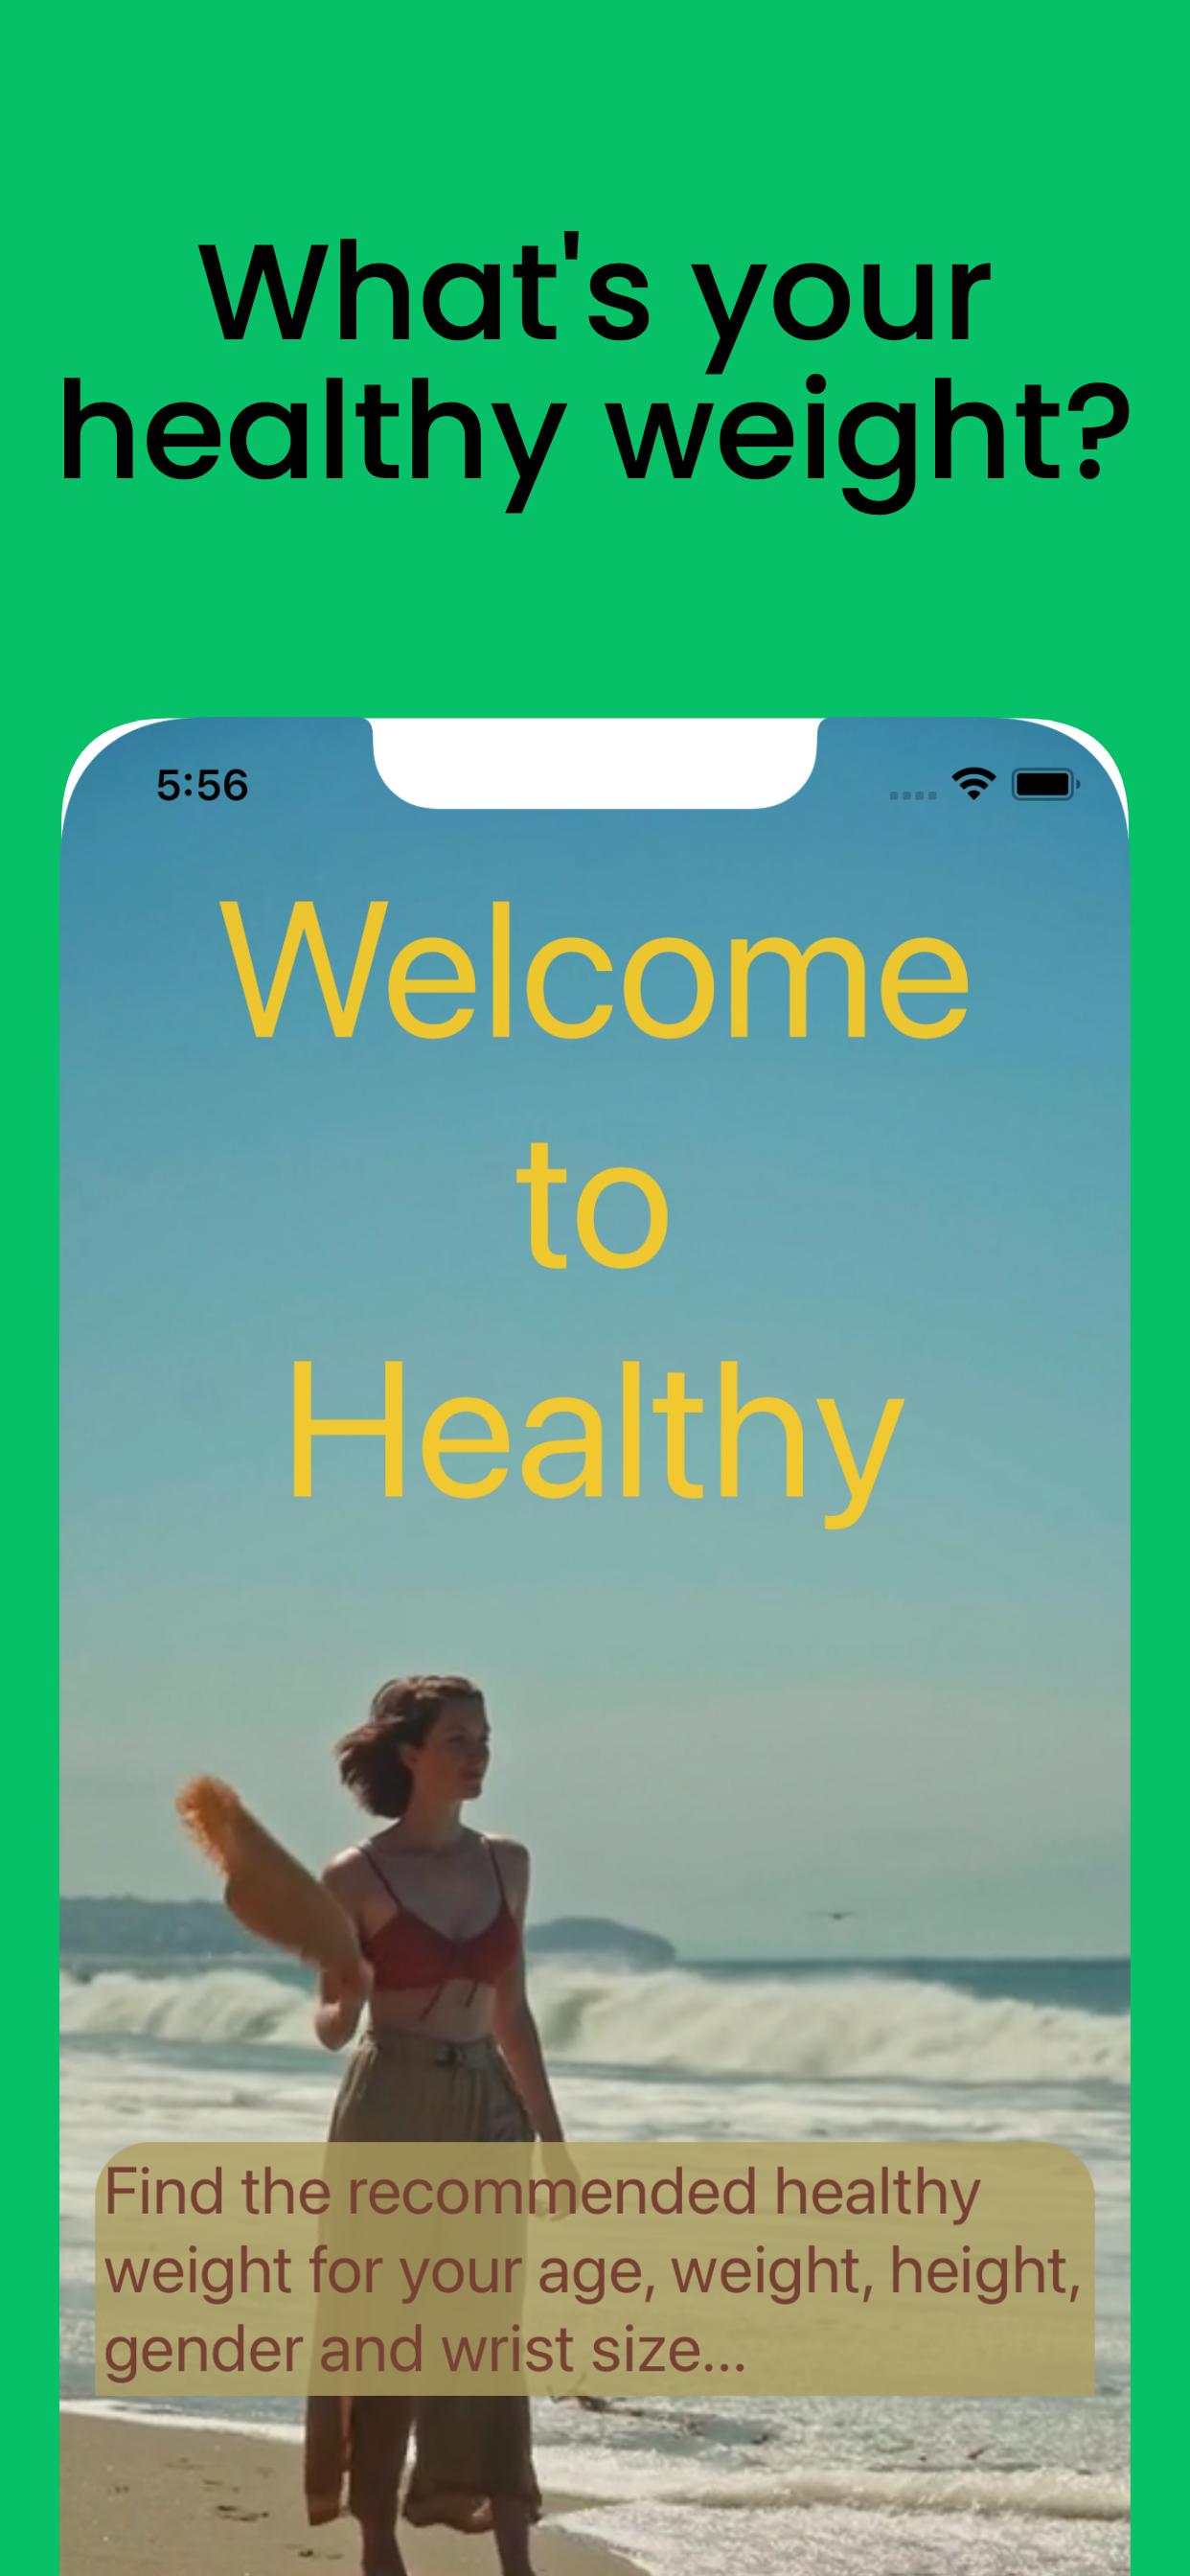 What's your
healthy weight?
5:56
Welcome
to
Healthy
Find the recommended healthy
weight for your age, weight, height,
gender and wrist size...